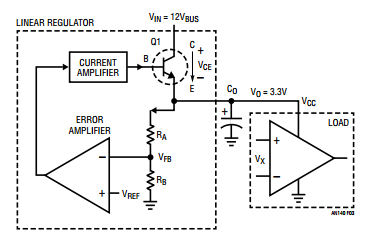 LINEAR REGULATOR
VIN = 12VBUS
Q1
C
+
CURRENT
AMPLIFIER
B
VCE
−
E
CO
VO = 3.3V
VCC
+
ERROR
AMPLIFIER
RA
LOAD
−
VFB
+
VX
−
RB
+
VREF
AN140 F03